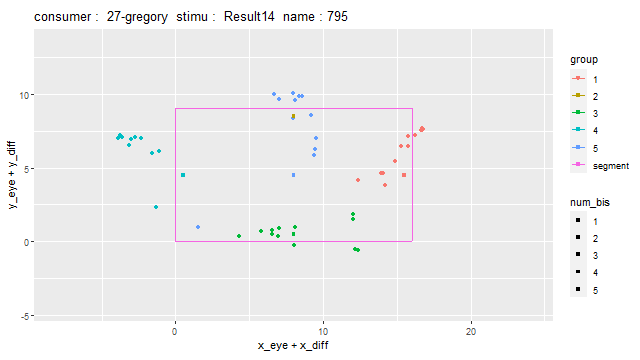 consumer :  27-gregory  stimu :  Result14  name : 795
10
5
0
-5
0
10
20
x_eye + x_diff
y_eye + y_diff
group
1
2
3
4
5
segment
num_bis
1
2
3
4
5